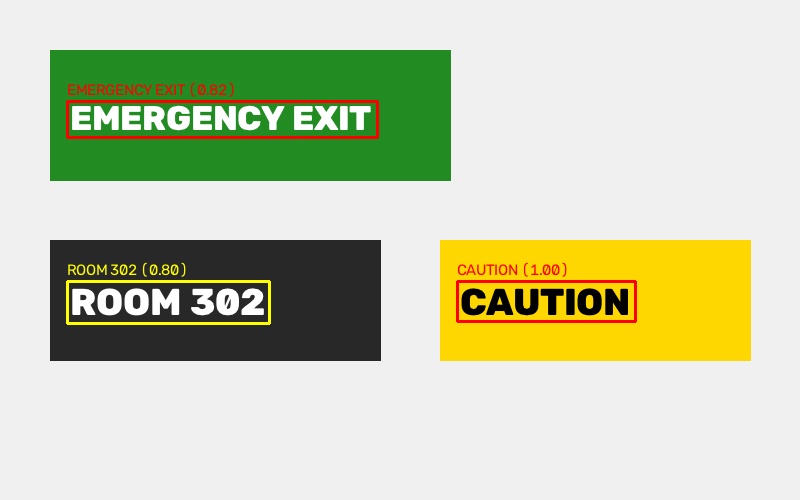 EMERGENCY EXIT (0.82)
EMERGENCY EXIT
ROOM 302 (0.80)
ROOM 302
CAUTION (1.00)
CAUTION